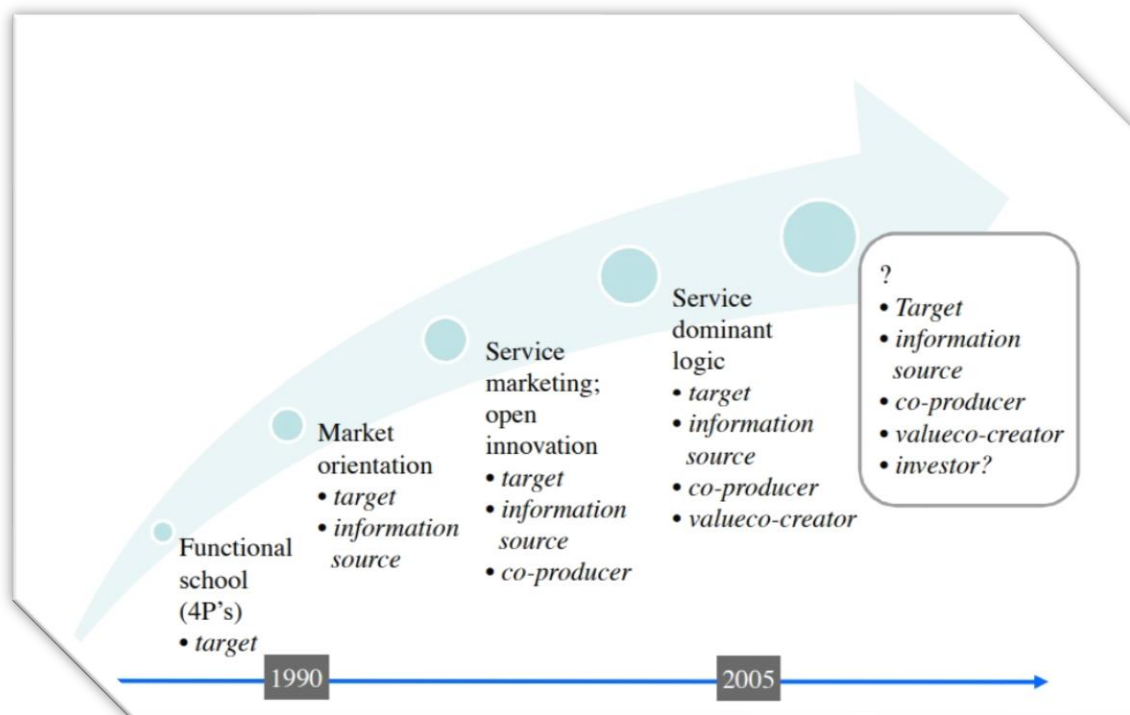 Functional
school
(4P's)
• target
Market
orientation
• target
• information
source
Service
marketing;
open
innovation
• target
• information
source
• co-producer
Service
dominant
logic
• target
• information
source
• co-producer
• valueco-creator
?
• Target
• information
source
• co-producer
• valueco-creator
• investor?
1990
2005